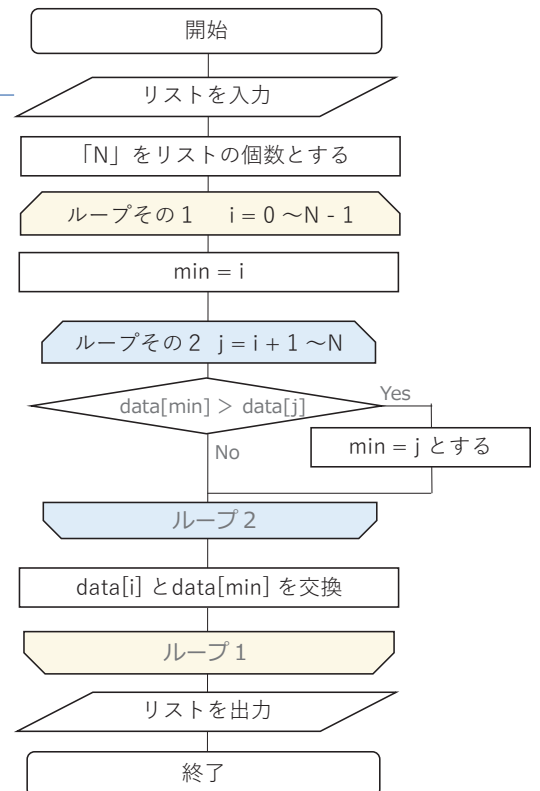 開始
リストを入力
「N」をリストの個数とする
ループその1　i = 0 ～N - 1
min = i
ループその2 j = i + 1 ～N
data[min] ＞ data[j]
Yes
No
min = j とする
ループ2
data[i] とdata[min] を交換
ループ1
リストを出力
終了